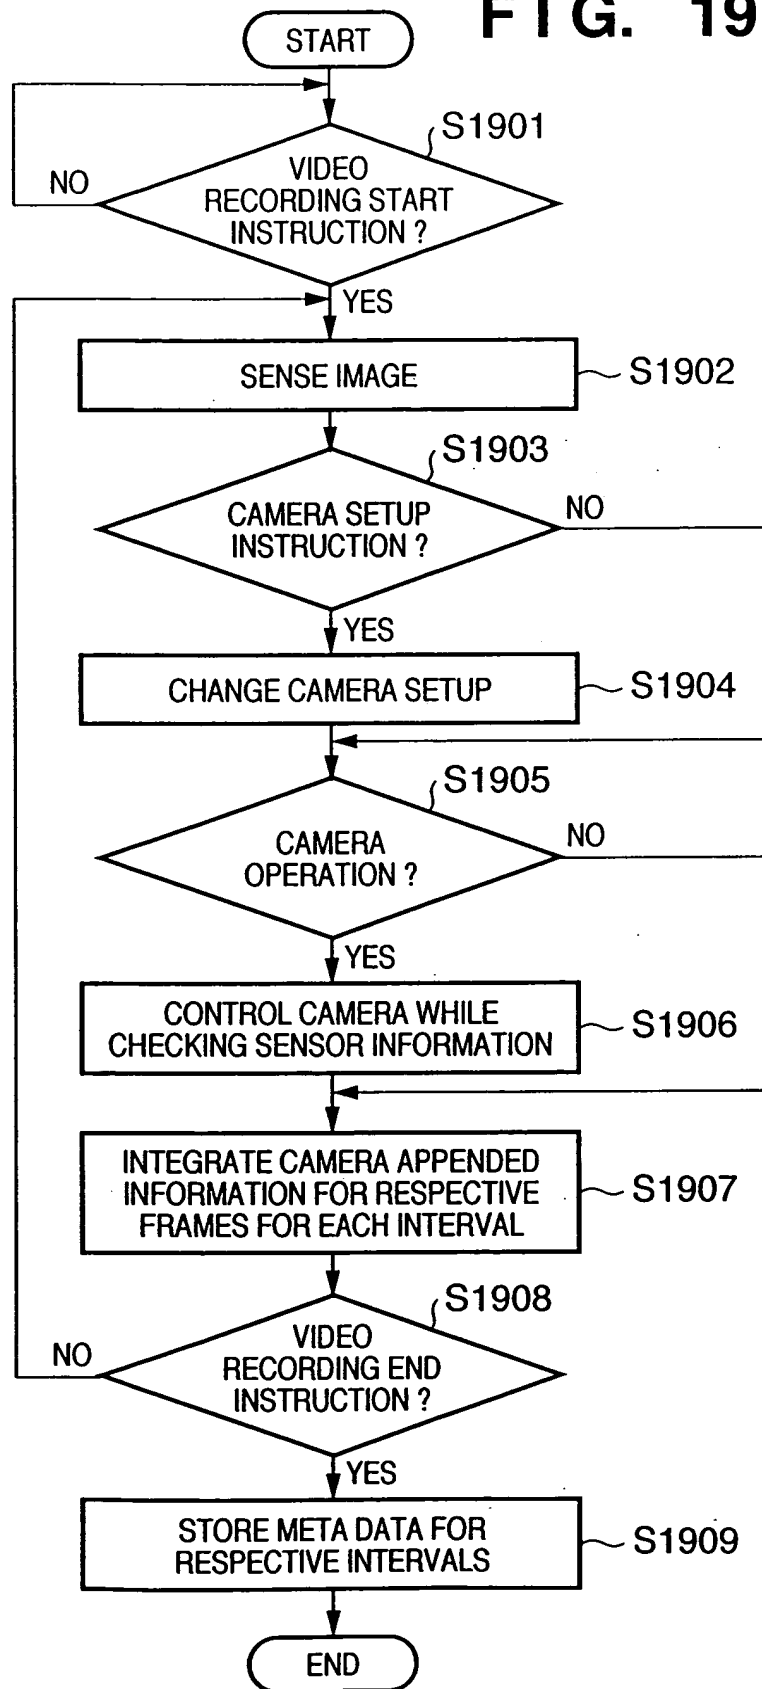 FIG. 19
START
S1901
VIDEO
RECORDING START
INSTRUCTION ?
NO
YES
SENSE IMAGE
S1902
S1903
CAMERA SETUP
INSTRUCTION ?
NO
YES
CHANGE CAMERA SETUP
S1904
S1905
CAMERA
OPERATION ?
NO
YES
CONTROL CAMERA WHILE
CHECKING SENSOR INFORMATION
S1906
INTEGRATE CAMERA APPENDED
INFORMATION FOR RESPECTIVE
FRAMES FOR EACH INTERVAL
S1907
S1908
VIDEO
RECORDING END
INSTRUCTION ?
NO
YES
STORE META DATA FOR
RESPECTIVE INTERVALS
S1909
END